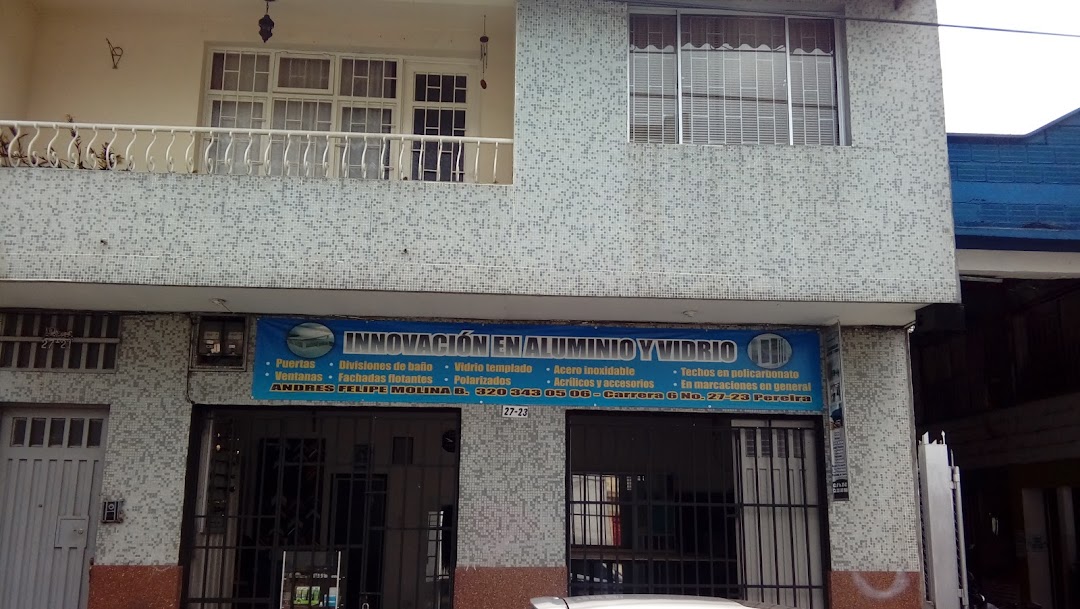 INNOVACIÓN EN ALUMINIO Y VIDRIO
• Puertas • Divisiones de baño • Vidrio templado • Acero inoxidable • Techos en policarbonato
• Ventanas • Fachadas flotantes • Polarizados • Acrílicos y accesorios • En marcaciones en general
ANDRES FELIPE MOLINA B. 320 343 05 06 - Carrera 6 No. 27-23 Pereira
27-23
27-21